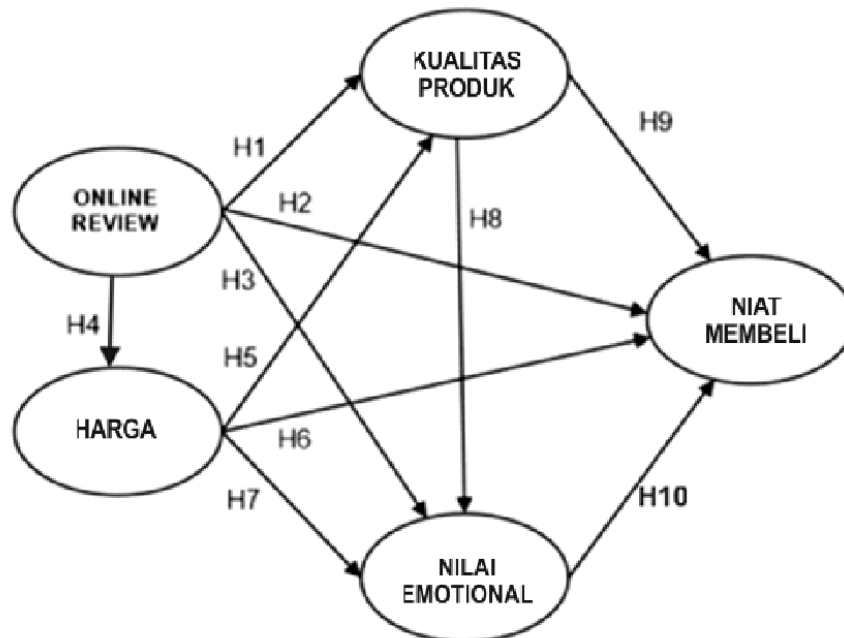 KUALITAS
PRODUK
H9
H1
ONLINE
REVIEW
H2
H8
H3
H4
NIAT
MEMBELI
H5
HARGA
H6
H7
H10
NILAI
EMOTIONAL